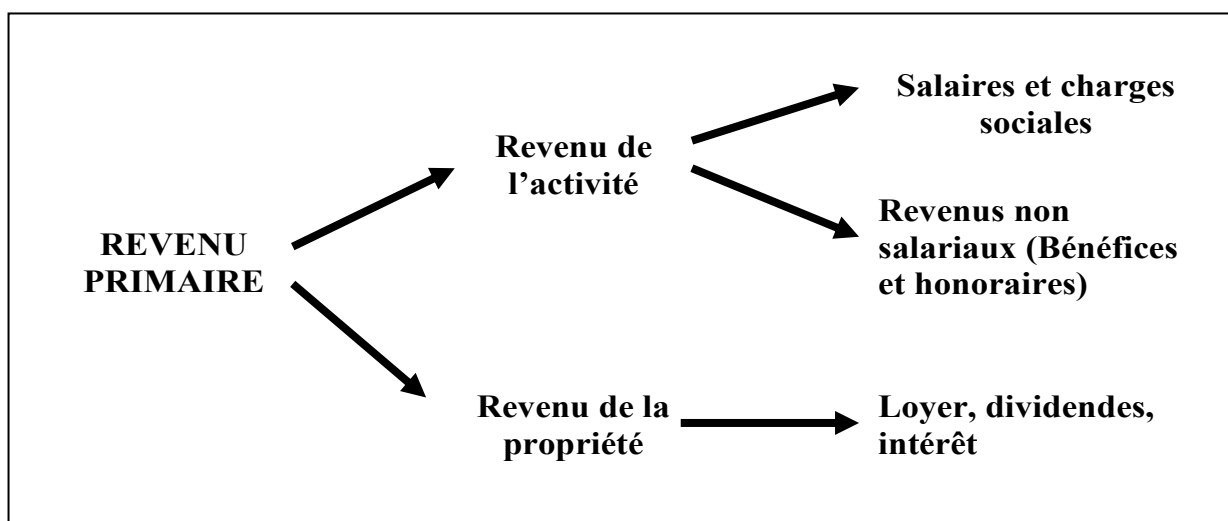 REVENU
PRIMAIRE
Revenu de
l’activité
Salaires et charges
sociales
Revenus non
salariaux (Bénéfices
et honoraires)
Revenu de la
propriété
Loyer, dividendes,
intérêt